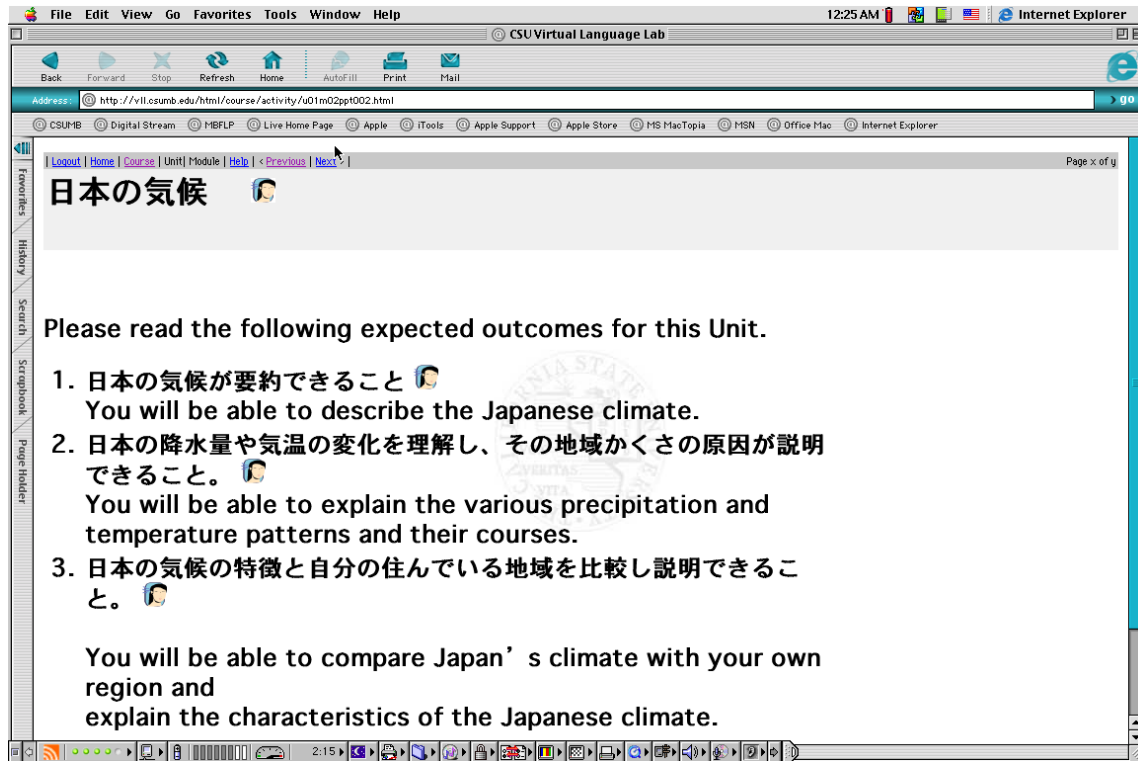 File Edit View Go Favorites Tools Window Help 12:25 AM Internet Explorer
CSU Virtual Language Lab
Back Forward Stop Refresh Home AutoFill Print Mail
Address: http://vll.csumb.edu/html/course/activity/u01m02ppt002.html go
CSUMB Digital Stream MBFLP Live Home Page Apple iTools Apple Support Apple Store MS MacTopia MSN Office Mac Internet Explorer
| Logout | Home | Course | Unit| Module | Help | < Previous | Next > | Page x of y
Favorites
History
Search
Scrapbook
Page Holder
日本の気候
Please read the following expected outcomes for this Unit.
1. 日本の気候が要約できること
You will be able to describe the Japanese climate.
2. 日本の降水量や気温の変化を理解し、その地域かくさの原因が説明
できること。
You will be able to explain the various precipitation and
temperature patterns and their courses.
3. 日本の気候の特徴と自分の住んでいる地域を比較し説明できるこ
と。
You will be able to compare Japan’s climate with your own
region and
explain the characteristics of the Japanese climate.
2:15